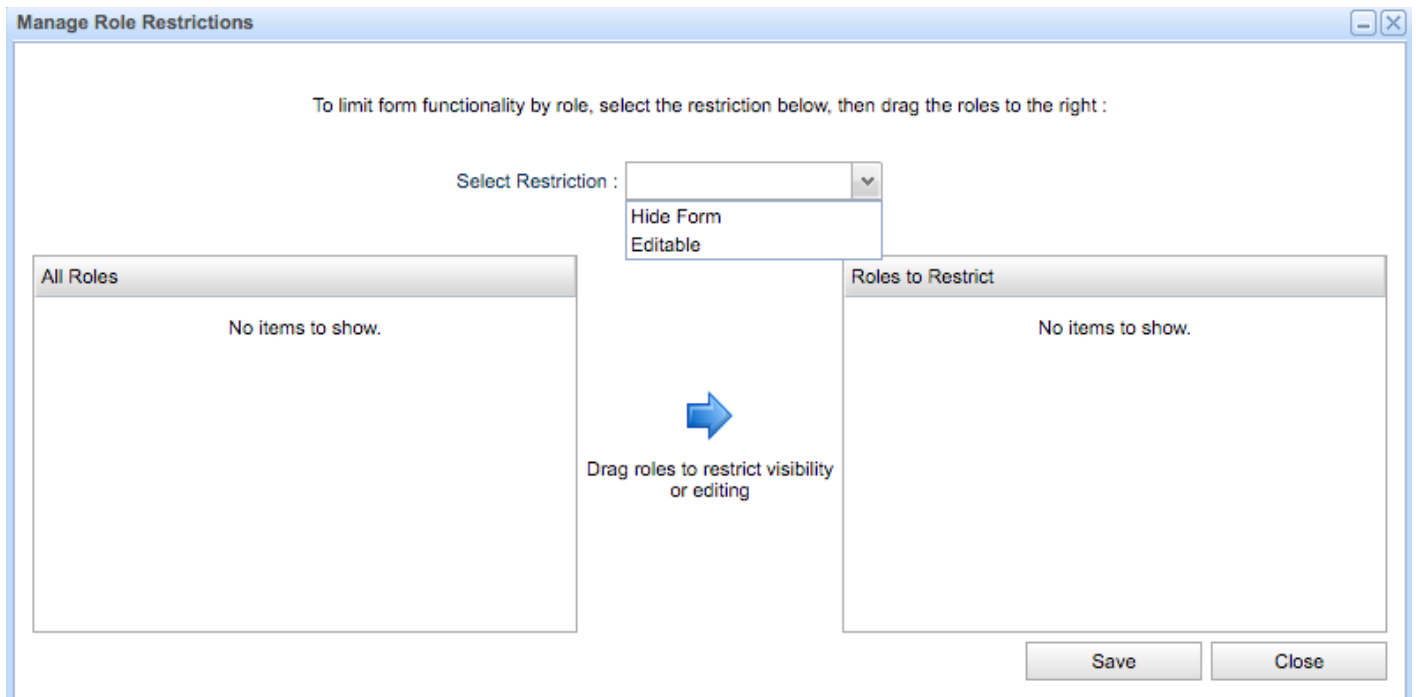 Manage Role Restrictions
To limit form functionality by role, select the restriction below, then drag the roles to the right :
Select Restriction :
Hide Form
Editable
All Roles
No items to show.
Drag roles to restrict visibility
or editing
Roles to Restrict
No items to show.
Save
Close